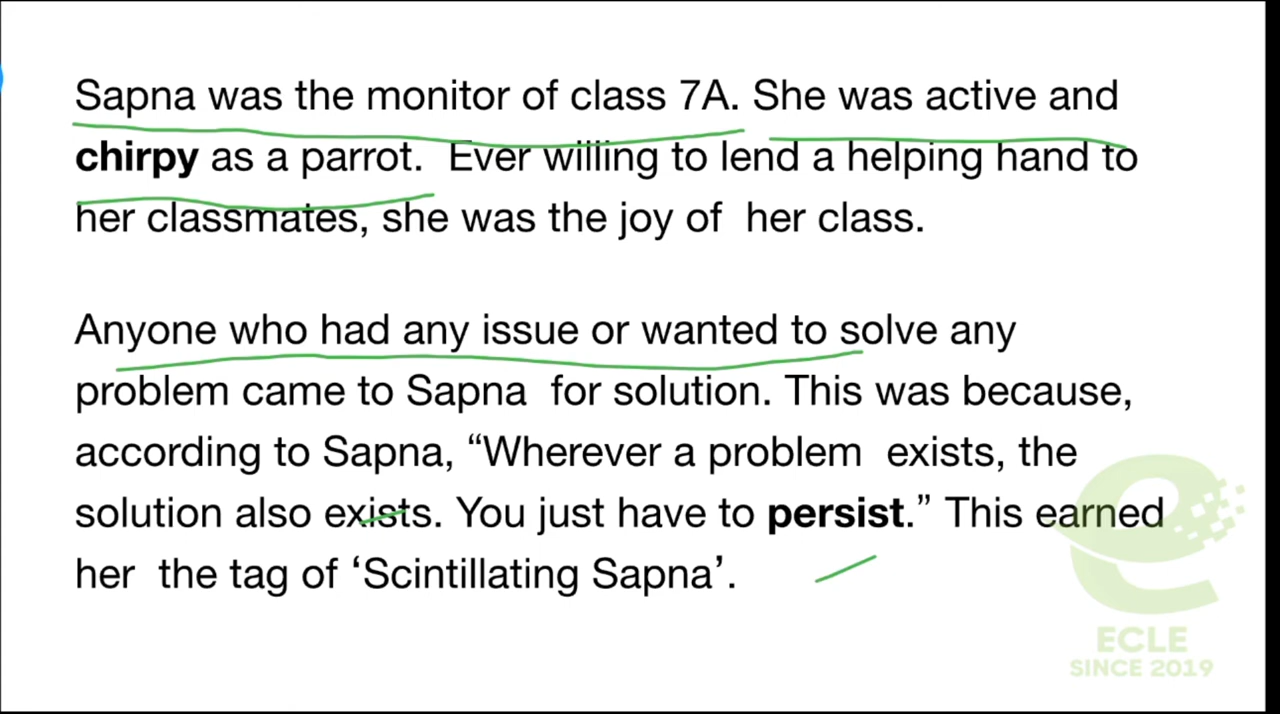 Sapna was the monitor of class 7A. She was active and
chirpy as a parrot. Ever willing to lend a helping hand to
her classmates, she was the joy of her class.
Anyone who had any issue or wanted to solve any
problem came to Sapna for solution. This was because,
according to Sapna, “Wherever a problem exists, the
solution also exists. You just have to persist.” This earned
her the tag of ‘Scintillating Sapna’.
e
ECLE
SINCE 2019